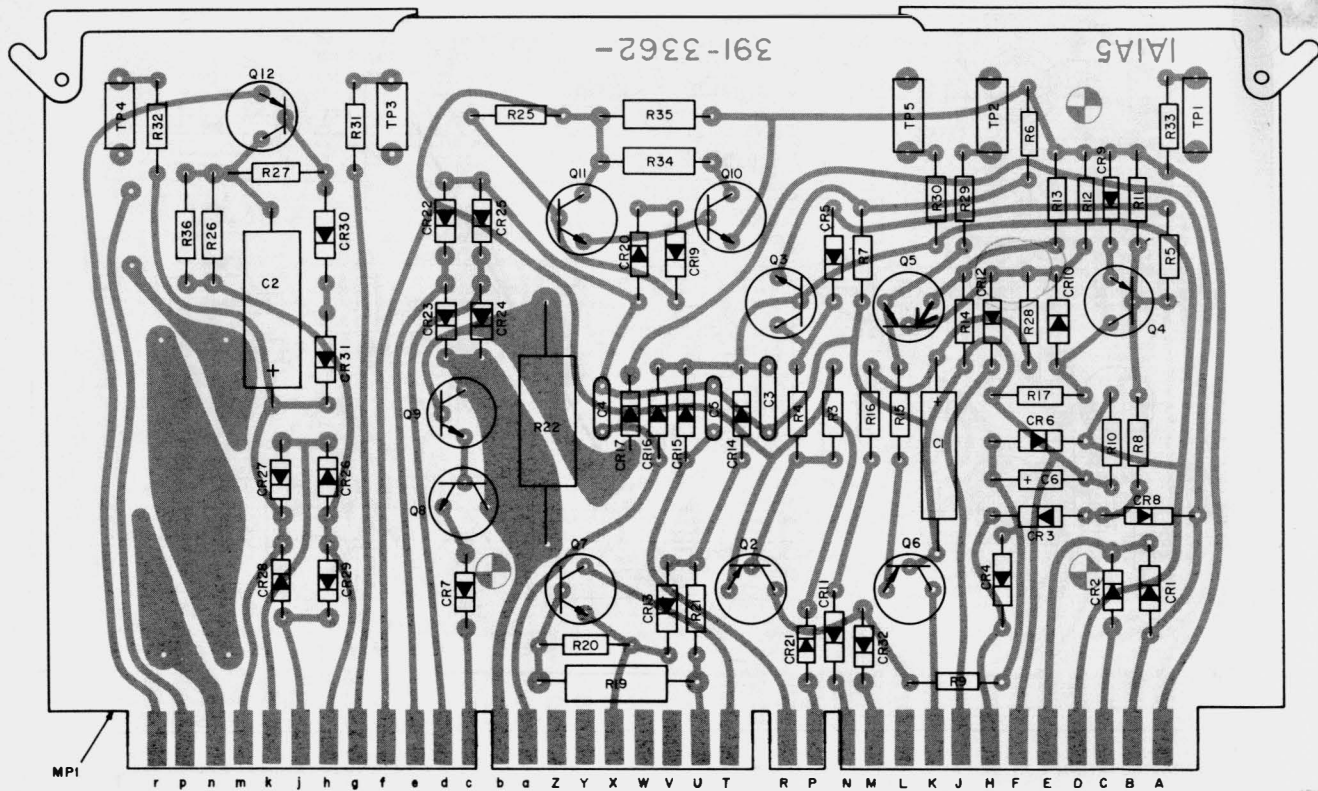 391-3362-
1A1A5
Q12
TP4
R32
R31
TP3
R25
R35
TP5
TP2
R6
R33
TP1
R27
R34
Q11
Q10
R30
R29
R13
R12
CR9
R11
R36
R26
CR30
CR22
CR25
CR20
CR19
Q3
CR5
R7
Q5
CR12
CR10
R5
C2
+
CR31
CR23
CR24
R14
R28
Q4
Q9
R22
C4
CR17
CR16
CR15
C5
CR14
C3
R4
R3
R16
R15
+
C1
R17
CR6
R10
R8
CR27
CR26
Q8
+ C6
CR8
CR3
CR28
CR29
CR7
Q7
CR13
R21
Q2
CR11
Q6
CR4
CR2
CR1
R20
R19
CR21
CR32
R9
MP1
r p n m k j h g f e d c b a Z Y X W V U T R P N M L K J H F E D C B A